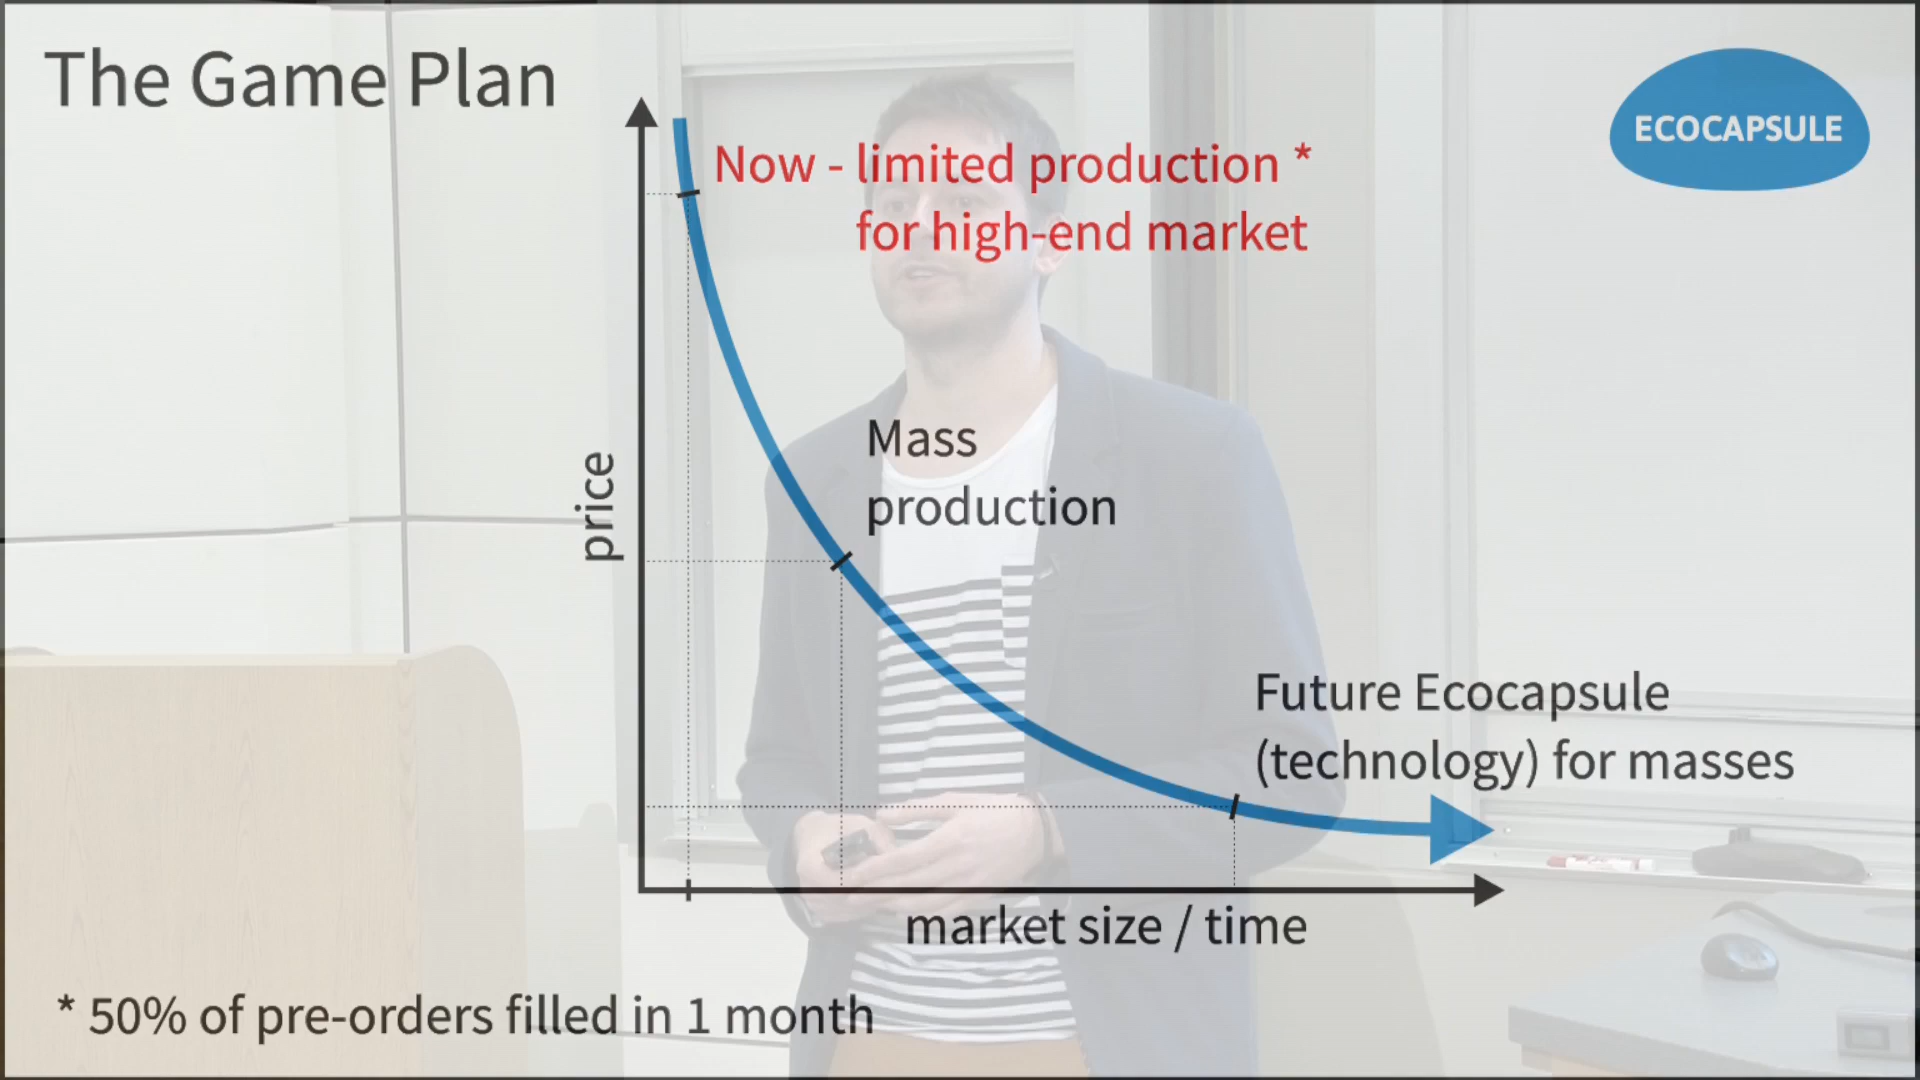 The Game Plan
ECOCAPSULE
Now - limited production *
for high-end market
Mass
production
price
Future Ecocapsule
(technology) for masses
market size / time
* 50% of pre-orders filled in 1 month